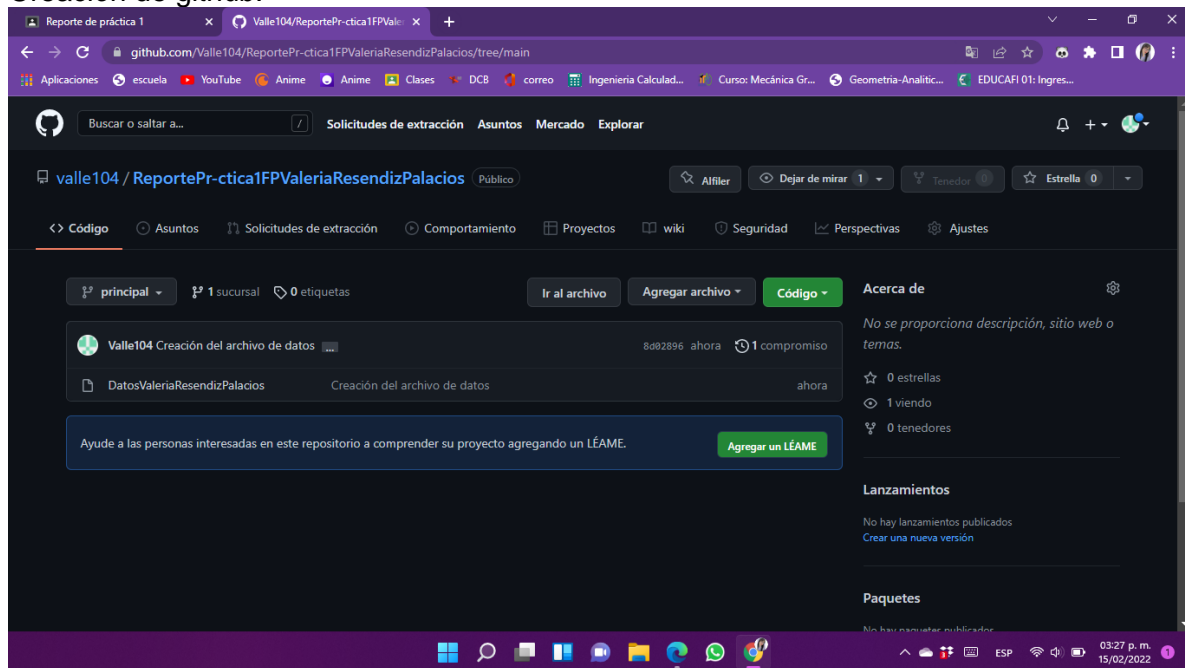 Creación de github.
Reporte de práctica 1
Valle104/ReportePr-ctica1FPVale
github.com/Valle104/ReportePr-ctica1FPValeriaResendizPalacios/tree/main
Aplicaciones escuela YouTube Anime Anime Clases DCB correo Ingenieria Calculad... Curso: Mecánica Gr... Geometria-Analitic... EDUCAFI 01: Ingres...
Buscar o saltar a... / Solicitudes de extracción Asuntos Mercado Explorar
valle104 / ReportePr-ctica1FPValeriaResendizPalacios Público Alfiler Dejar de mirar 1 Tenedor 0 Estrella 0
<> Código Asuntos Solicitudes de extracción Comportamiento Proyectos wiki Seguridad Perspectivas Ajustes
principal 1 sucursal 0 etiquetas Ir al archivo Agregar archivo Código
Valle104 Creación del archivo de datos ... 8d02896 ahora 1 compromiso
DatosValeriaResendizPalacios Creación del archivo de datos ahora
Ayude a las personas interesadas en este repositorio a comprender su proyecto agregando un LÉAME. Agregar un LÉAME
Acerca de
No se proporciona descripción, sitio web o
temas.
0 estrellas
1 viendo
0 tenedores
Lanzamientos
No hay lanzamientos publicados
Crear una nueva versión
Paquetes
No hay paquetes publicados
ESP 03:27 p. m.
15/02/2022 1